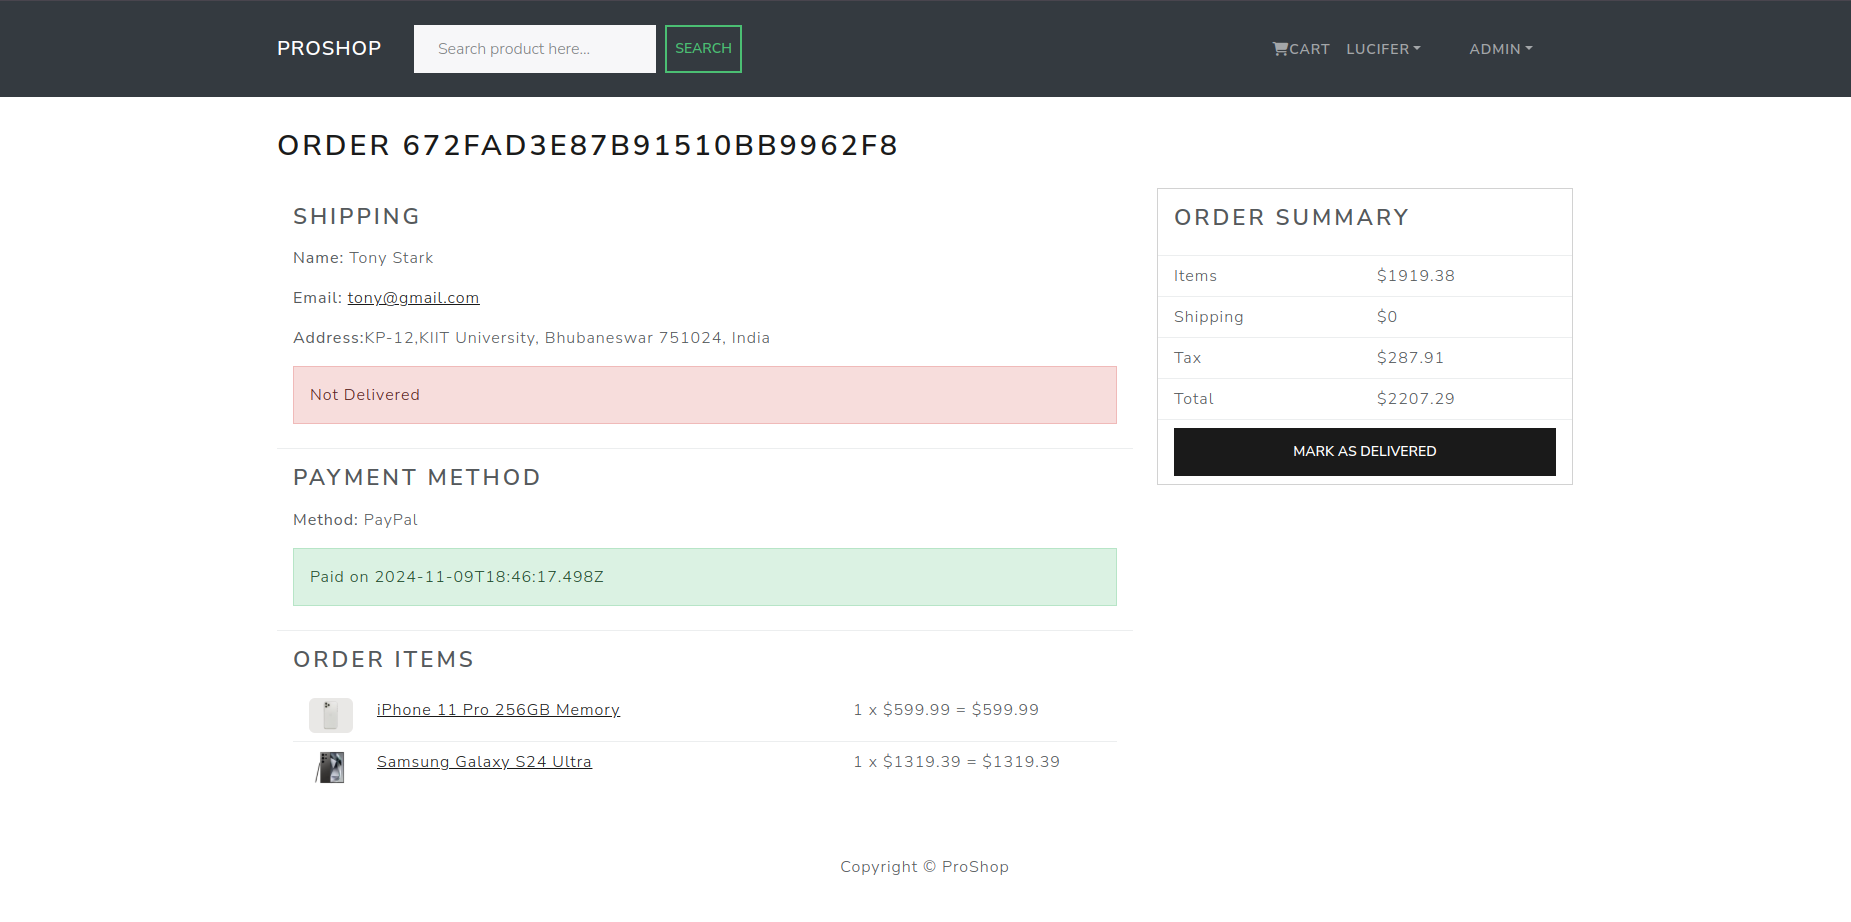 PROSHOP
Search product here...
SEARCH
CART
LUCIFER
ADMIN
ORDER 672FAD3E87B91510BB9962F8
SHIPPING
Name: Tony Stark
Email: tony@gmail.com
Address:KP-12,KIIT University, Bhubaneswar 751024, India
Not Delivered
PAYMENT METHOD
Method: PayPal
Paid on 2024-11-09T18:46:17.498Z
ORDER ITEMS
iPhone 11 Pro 256GB Memory 1 x $599.99 = $599.99
Samsung Galaxy S24 Ultra 1 x $1319.39 = $1319.39
ORDER SUMMARY
Items $1919.38
Shipping $0
Tax $287.91
Total $2207.29
MARK AS DELIVERED
Copyright © ProShop